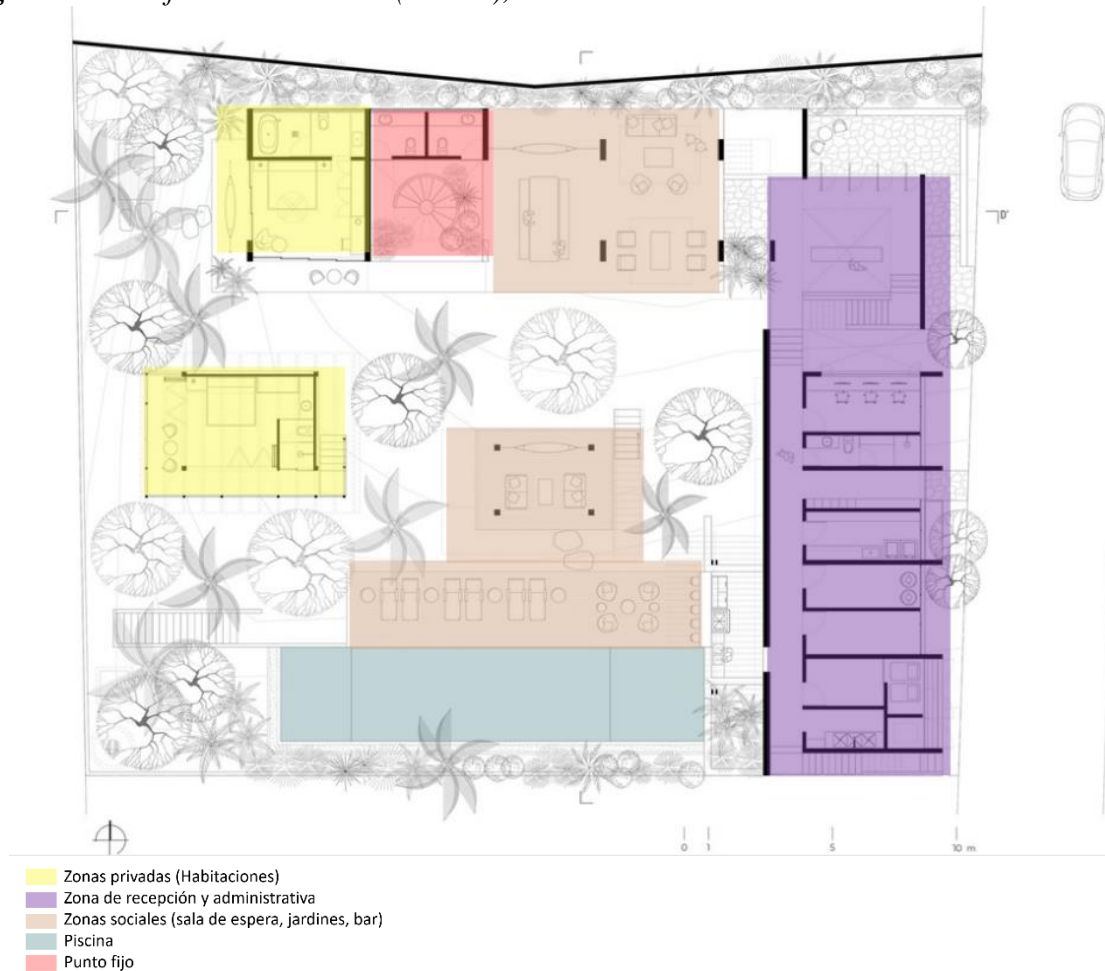 D'
0 1 5 10 m
Zonas privadas (Habitaciones)
Zona de recepción y administrativa
Zonas sociales (sala de espera, jardines, bar)
Piscina
Punto fijo